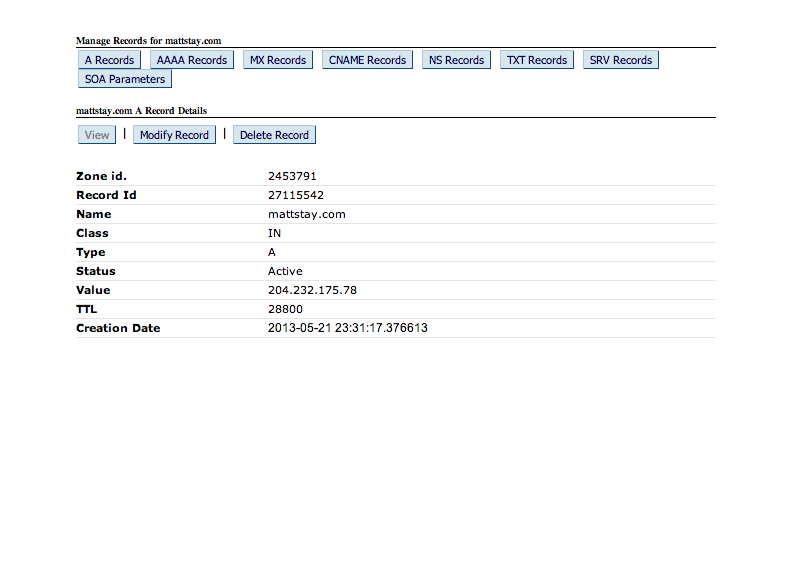 Manage Records for mattstay.com
A Records AAAA Records MX Records CNAME Records NS Records TXT Records SRV Records
SOA Parameters
mattstay.com A Record Details
View | Modify Record | Delete Record
Zone id. 2453791
Record Id 27115542
Name mattstay.com
Class IN
Type A
Status Active
Value 204.232.175.78
TTL 28800
Creation Date 2013-05-21 23:31:17.376613